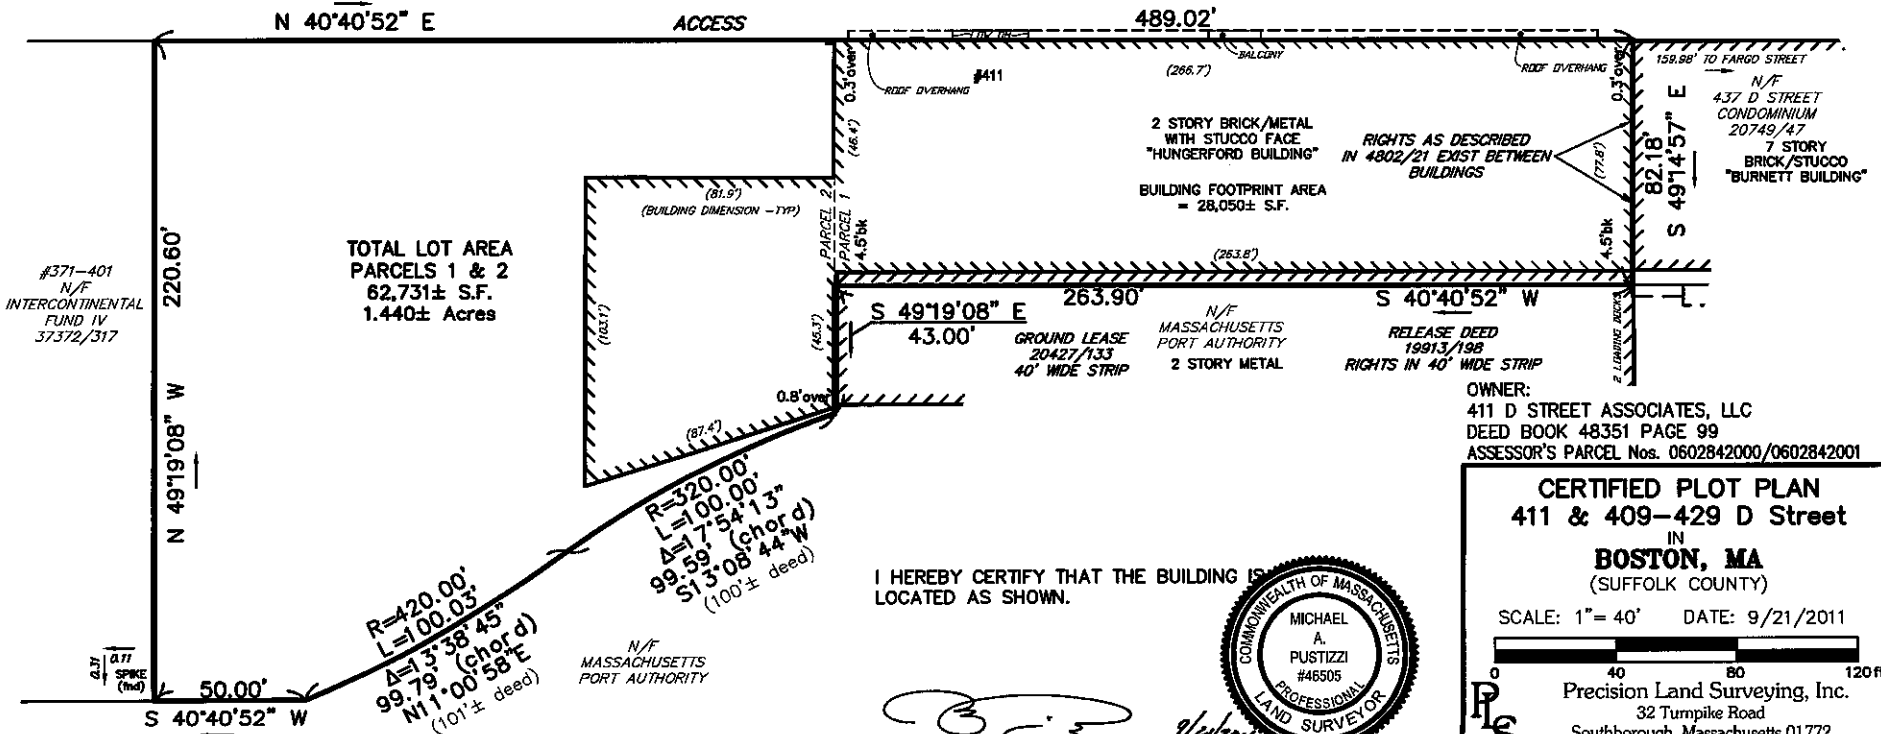 N 40°40'52" E
ACCESS
489.02'
#411
ROOF OVERHANG
(266.7')
BALCONY
ROOF OVERHANG
0.3'over
0.3'over
159.98' TO FARGO STREET
N/F
437 D STREET
CONDOMINIUM
20749/47
7 STORY
BRICK/STUCCO
"BURNETT BUILDING"
82.18'
S 49°14'57" E
2 STORY BRICK/METAL
WITH STUCCO FACE
"HUNGERFORD BUILDING"
BUILDING FOOTPRINT AREA
= 28,050± S.F.
RIGHTS AS DESCRIBED
IN 4802/21 EXIST BETWEEN
BUILDINGS
(77.8')
(46.4')
(81.9')
(BUILDING DIMENSION -TYP)
PARCEL 2
PARCEL 1
4.5'bk
4.5'bk
(263.8')
TOTAL LOT AREA
PARCELS 1 & 2
62,731± S.F.
1.440± Acres
#371-401
N/F
INTERCONTINENTAL
FUND IV
37372/317
220.60'
N 49°19'08" W
(103.1')
(45.3')
263.90'
S 40°40'52" W
S 49°19'08" E
43.00'
GROUND LEASE
20427/133
40' WIDE STRIP
N/F
MASSACHUSETTS
PORT AUTHORITY
2 STORY METAL
RELEASE DEED
19913/198
RIGHTS IN 40' WIDE STRIP
2 LOADING DOCKS
0.8'over
(87.4')
R=320.00'
L=100.00'
Δ=17°54'13"
99.59' (chord)
S13°08'44"W
(100'± deed)
R=420.00'
L=100.03'
Δ=13°38'45"
99.79' (chord)
N11°00'58"E
(101'± deed)
N/F
MASSACHUSETTS
PORT AUTHORITY
0.31
0.11
SPIKE
(fnd)
50.00'
S 40°40'52" W
I HEREBY CERTIFY THAT THE BUILDING IS
LOCATED AS SHOWN.
COMMONWEALTH OF MASSACHUSETTS
MICHAEL
A.
PUSTIZZI
#46505
PROFESSIONAL
LAND SURVEYOR
OWNER:
411 D STREET ASSOCIATES, LLC
DEED BOOK 48351 PAGE 99
ASSESSOR'S PARCEL Nos. 0602842000/0602842001
CERTIFIED PLOT PLAN
411 & 409-429 D Street
IN
BOSTON, MA
(SUFFOLK COUNTY)
SCALE: 1"= 40' DATE: 9/21/2011
0 40 80 120ft
PLS
Precision Land Surveying, Inc.
32 Turnpike Road
Southborough, Massachusetts 01772